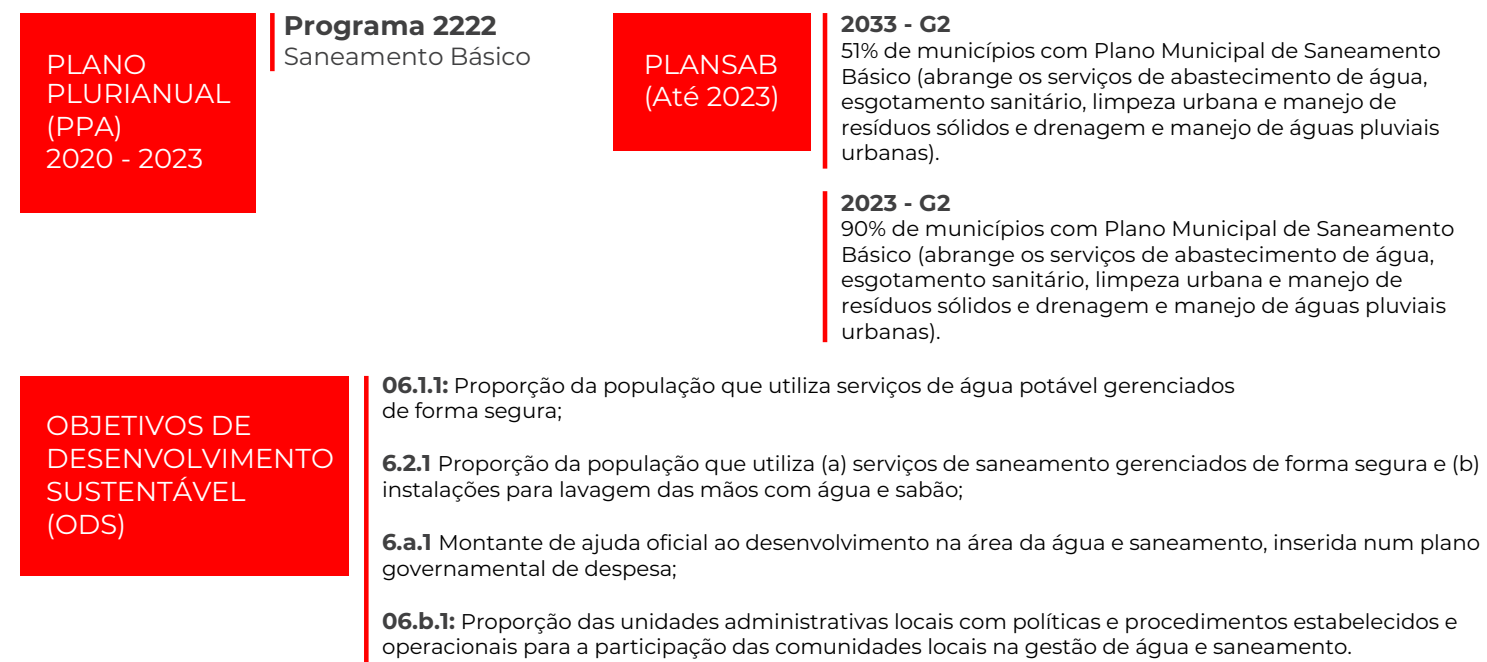 PLANO
PLURIANUAL
(PPA)
2020 - 2023
Programa 2222
Saneamento Básico
PLANSAB
(Até 2023)
2033 - G2
51% de municípios com Plano Municipal de Saneamento
Básico (abrange os serviços de abastecimento de água,
esgotamento sanitário, limpeza urbana e manejo de
resíduos sólidos e drenagem e manejo de águas pluviais
urbanas).
2023 - G2
90% de municípios com Plano Municipal de Saneamento
Básico (abrange os serviços de abastecimento de água,
esgotamento sanitário, limpeza urbana e manejo de
resíduos sólidos e drenagem e manejo de águas pluviais
urbanas).
OBJETIVOS DE
DESENVOLVIMENTO
SUSTENTÁVEL
(ODS)
06.1.1: Proporção da população que utiliza serviços de água potável gerenciados
de forma segura;
6.2.1 Proporção da população que utiliza (a) serviços de saneamento gerenciados de forma segura e (b)
instalações para lavagem das mãos com água e sabão;
6.a.1 Montante de ajuda oficial ao desenvolvimento na área da água e saneamento, inserida num plano
governamental de despesa;
06.b.1: Proporção das unidades administrativas locais com políticas e procedimentos estabelecidos e
operacionais para a participação das comunidades locais na gestão de água e saneamento.